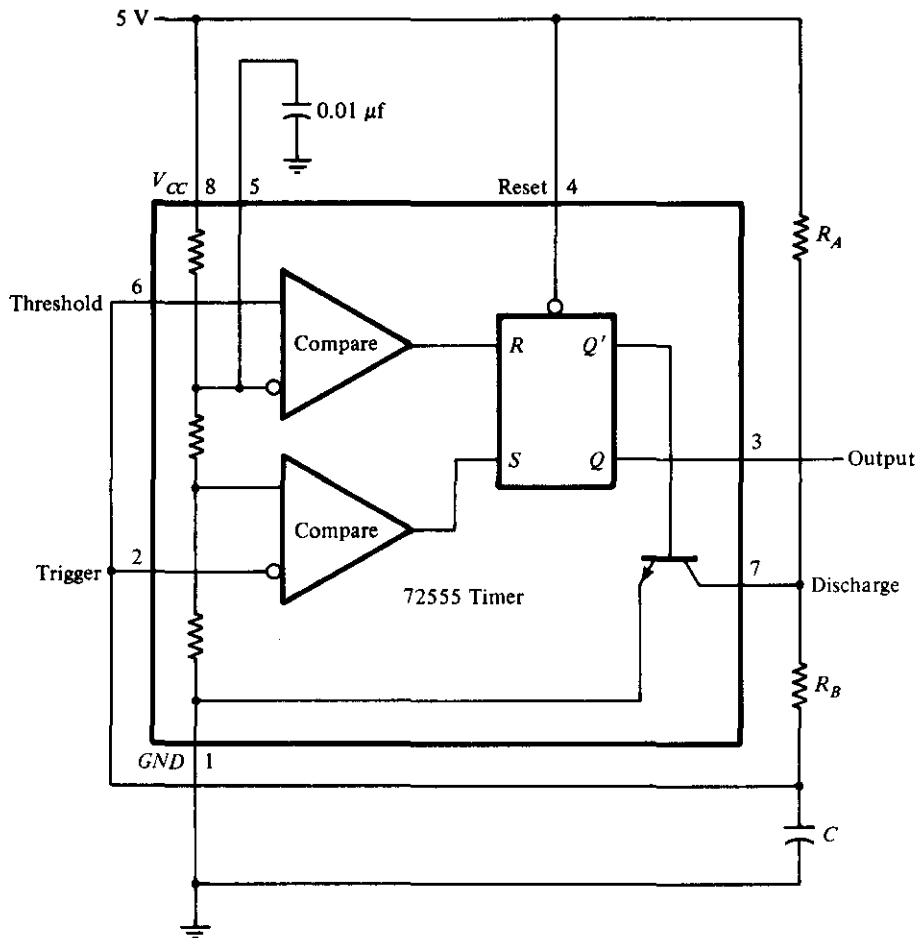 5 V
0.01 μf
V_CC 8 5 Reset 4
R_A
6
Threshold
Compare
R Q'
3
S Q Output
Compare
2
Trigger
7
72555 Timer Discharge
R_B
GND 1
C